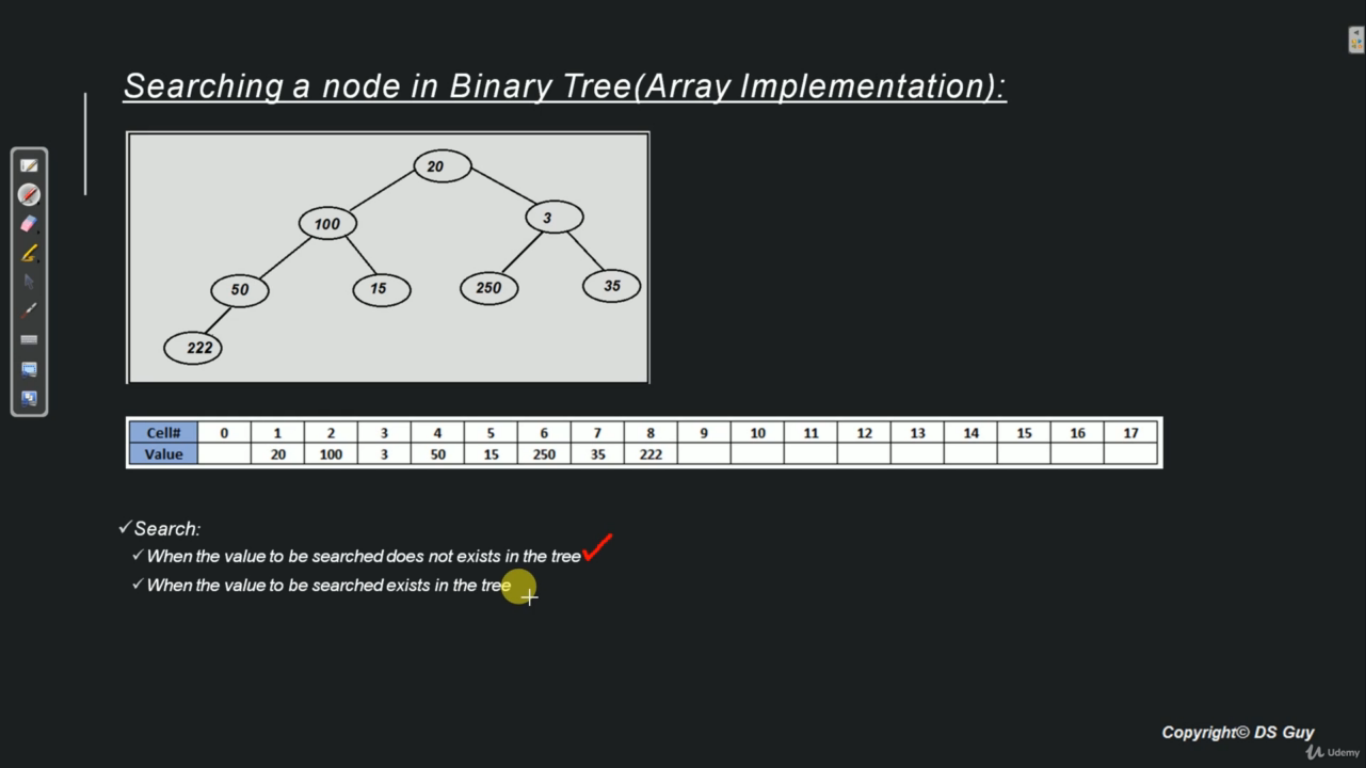 Searching a node in Binary Tree(Array Implementation):
20
100 3
50 15 250 35
222
Cell# 0 1 2 3 4 5 6 7 8 9 10 11 12 13 14 15 16 17
Value 20 100 3 50 15 250 35 222
✓Search:
✓When the value to be searched does not exists in the tree
✓When the value to be searched exists in the tree
Copyright© DS Guy
Udemy